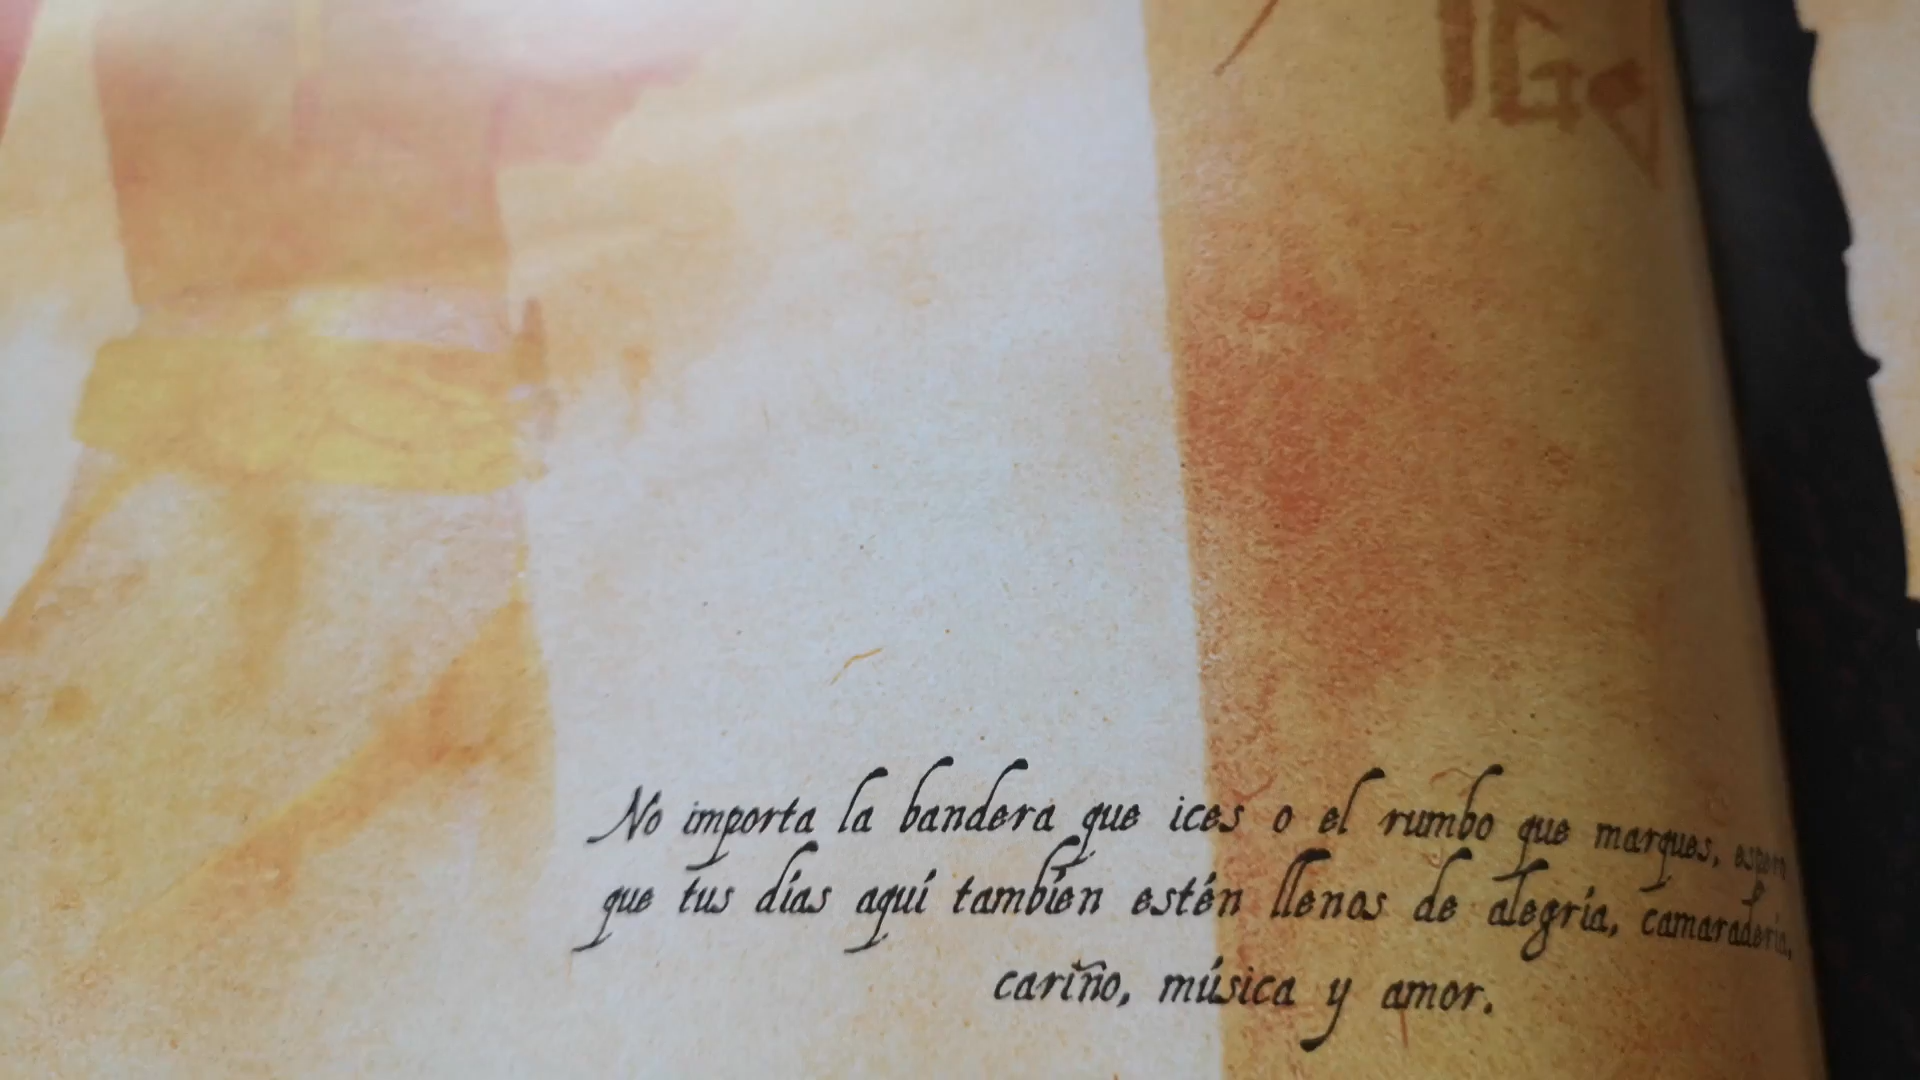 No importa la bandera que ices o el rumbo que marques, espero
que tus días aquí también estén llenos de alegría, camaradería,
cariño, música y amor.